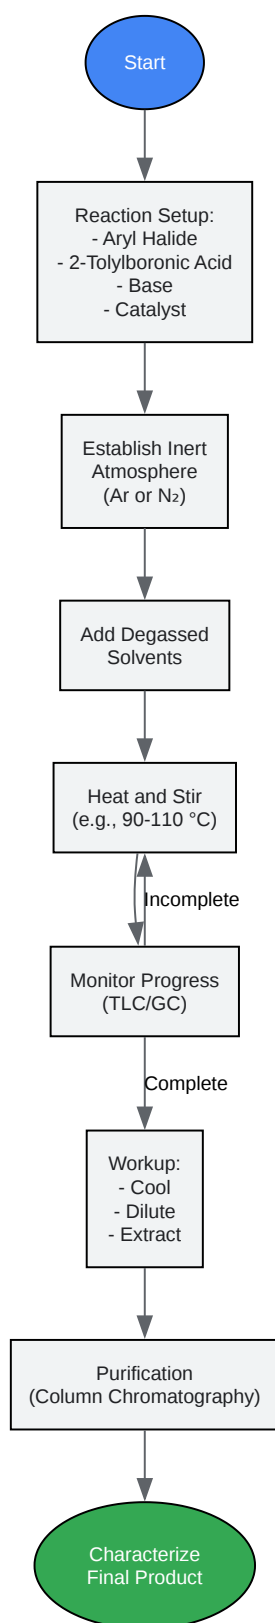 Start
Reaction Setup:
- Aryl Halide
- 2-Tolylboronic Acid
- Base
- Catalyst
Establish Inert
Atmosphere
(Ar or N₂)
Add Degassed
Solvents
Heat and Stir
(e.g., 90-110 °C)
Incomplete
Monitor Progress
(TLC/GC)
Complete
Workup:
- Cool
- Dilute
- Extract
Purification
(Column Chromatography)
Characterize
Final Product